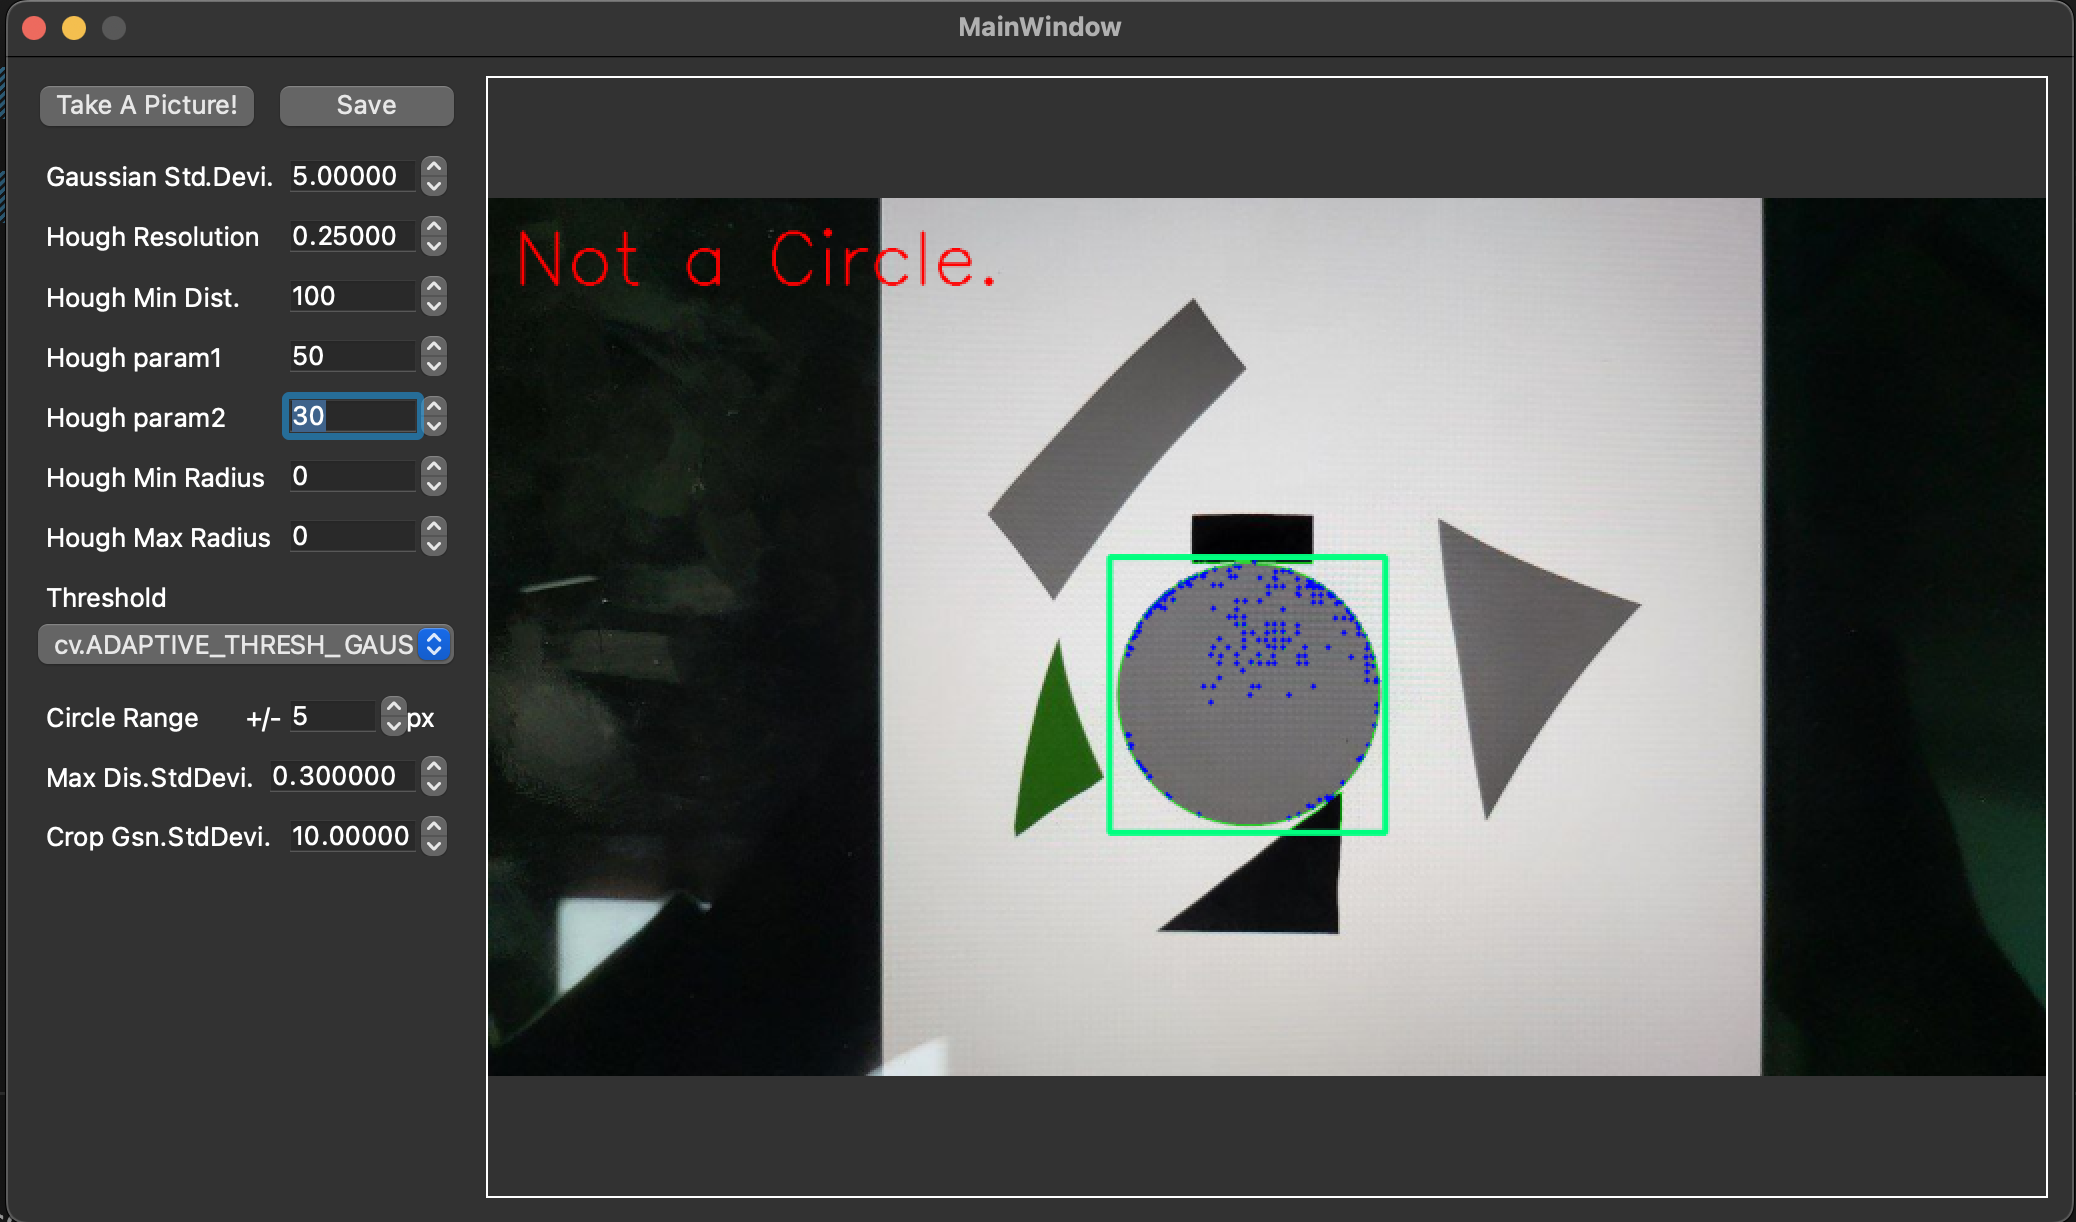 MainWindow
Take A Picture! Save
Gaussian Std.Devi. 5.00000
Hough Resolution 0.25000
Hough Min Dist. 100
Hough param1 50
Hough param2 30
Hough Min Radius 0
Hough Max Radius 0
Threshold
cv.ADAPTIVE_THRESH_GAUS
Circle Range +/- 5 px
Max Dis.StdDevi. 0.300000
Crop Gsn.StdDevi. 10.00000
Not a Circle.